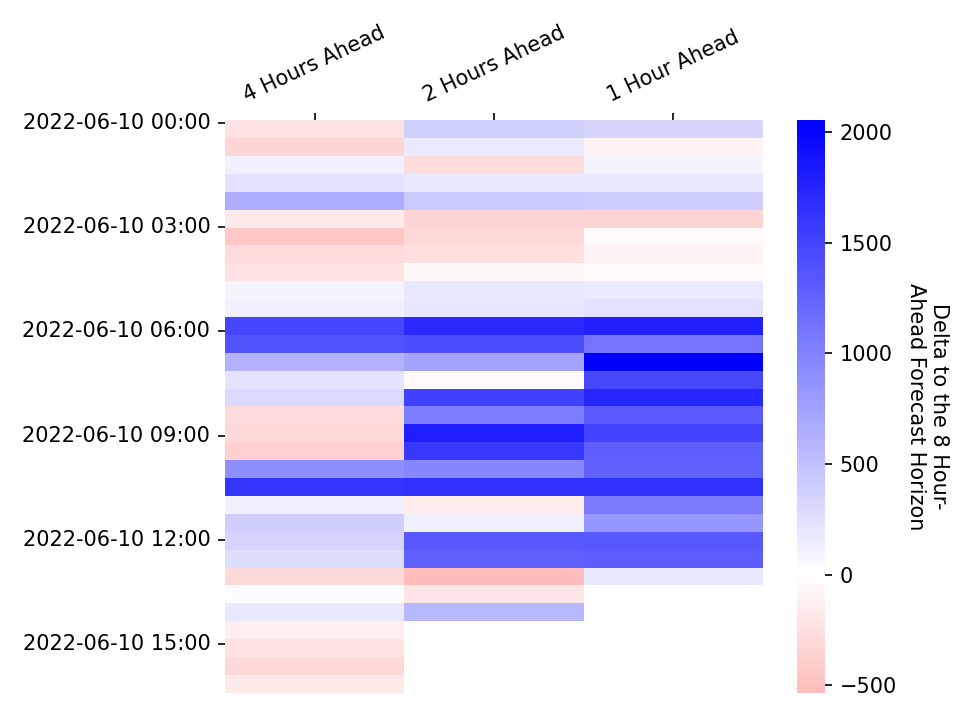 4 Hours Ahead
2 Hours Ahead
1 Hour Ahead
2022-06-10 00:00
2022-06-10 03:00
2022-06-10 06:00
2022-06-10 09:00
2022-06-10 12:00
2022-06-10 15:00
2000
1500
1000
500
0
−500
Delta to the 8 Hour-
Ahead Forecast Horizon